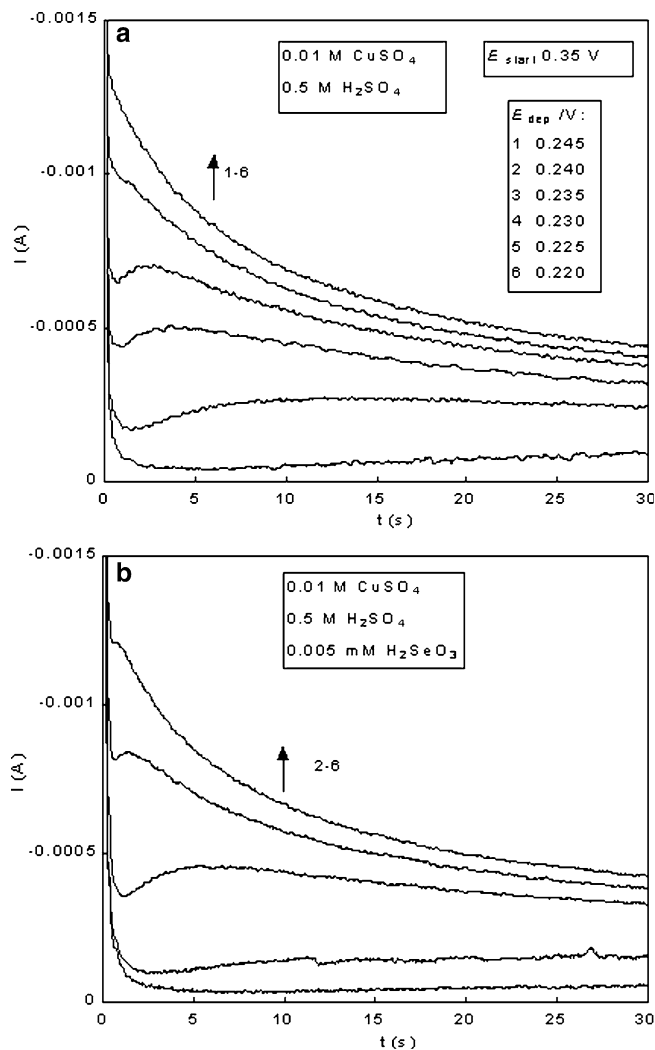 -0.0015
a
0.01 M CuSO4
0.5 M H2SO4
E start 0.35 V
E dep /V:
1 0.245
2 0.240
3 0.235
4 0.230
5 0.225
6 0.220
1-6
-0.001
I (A)
-0.0005
0
0 5 10 15 20 25 30
t (s)
-0.0015
b
0.01 M CuSO4
0.5 M H2SO4
0.005 mM H2SeO3
2-6
-0.001
I (A)
-0.0005
0
0 5 10 15 20 25 30
t (s)